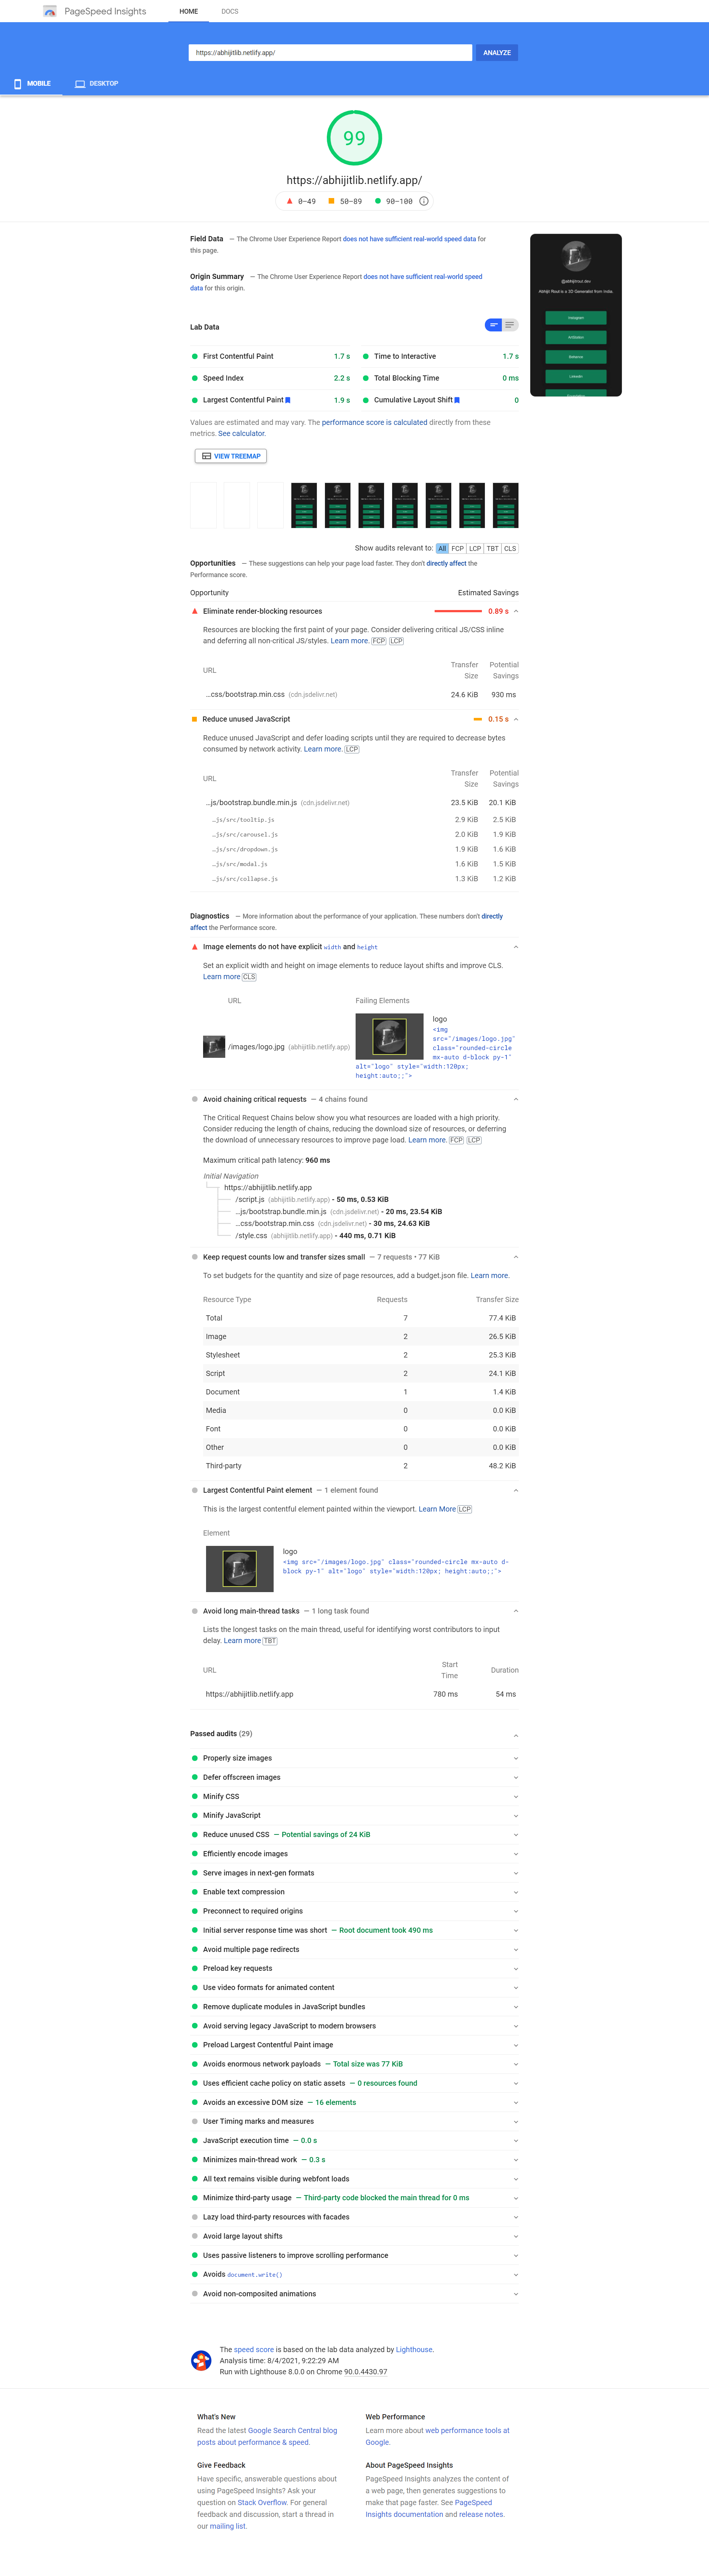 PageSpeed Insights
HOME
DOCS
https://abhijitlib.netlify.app/
ANALYZE
MOBILE
DESKTOP
99
https://abhijitlib.netlify.app/
0–49
50–89
90–100
Field Data — The Chrome User Experience Report does not have sufficient real-world speed data for
this page.
Origin Summary — The Chrome User Experience Report does not have sufficient real-world speed
data for this origin.
@abhijitrout.dev
Abhijit Rout is a 3D Generalist from India.
Instagram
ArtStation
Behance
LinkedIn
Lab Data
First Contentful Paint 1.7 s
Time to Interactive 1.7 s
Speed Index 2.2 s
Total Blocking Time 0 ms
Largest Contentful Paint 1.9 s
Cumulative Layout Shift 0
Values are estimated and may vary. The performance score is calculated directly from these
metrics. See calculator.
VIEW TREEMAP
Show audits relevant to: All FCP LCP TBT CLS
Opportunities — These suggestions can help your page load faster. They don't directly affect the
Performance score.
Opportunity Estimated Savings
Eliminate render-blocking resources 0.89 s
Resources are blocking the first paint of your page. Consider delivering critical JS/CSS inline
and deferring all non-critical JS/styles. Learn more. FCP LCP
URL Transfer Size Potential Savings
…css/bootstrap.min.css (cdn.jsdelivr.net) 24.6 KiB 930 ms
Reduce unused JavaScript 0.15 s
Reduce unused JavaScript and defer loading scripts until they are required to decrease bytes
consumed by network activity. Learn more. LCP
URL Transfer Size Potential Savings
…js/bootstrap.bundle.min.js (cdn.jsdelivr.net) 23.5 KiB 20.1 KiB
…js/src/tooltip.js 2.9 KiB 2.5 KiB
…js/src/carousel.js 2.0 KiB 1.9 KiB
…js/src/dropdown.js 1.9 KiB 1.6 KiB
…js/src/modal.js 1.6 KiB 1.5 KiB
…js/src/collapse.js 1.3 KiB 1.2 KiB
Diagnostics — More information about the performance of your application. These numbers don't directly
affect the Performance score.
Image elements do not have explicit width and height
Set an explicit width and height on image elements to reduce layout shifts and improve CLS.
Learn more CLS
URL Failing Elements
/images/logo.jpg (abhijitlib.netlify.app)
logo
<img
src="/images/logo.jpg"
class="rounded-circle
mx-auto d-block py-1"
alt="logo" style="width:120px;
height:auto;;">
Avoid chaining critical requests — 4 chains found
The Critical Request Chains below show you what resources are loaded with a high priority.
Consider reducing the length of chains, reducing the download size of resources, or deferring
the download of unnecessary resources to improve page load. Learn more. FCP LCP
Maximum critical path latency: 960 ms
Initial Navigation
https://abhijitlib.netlify.app
/script.js (abhijitlib.netlify.app) - 50 ms, 0.53 KiB
…js/bootstrap.bundle.min.js (cdn.jsdelivr.net) - 20 ms, 23.54 KiB
…css/bootstrap.min.css (cdn.jsdelivr.net) - 30 ms, 24.63 KiB
/style.css (abhijitlib.netlify.app) - 440 ms, 0.71 KiB
Keep request counts low and transfer sizes small — 7 requests • 77 KiB
To set budgets for the quantity and size of page resources, add a budget.json file. Learn more.
Resource Type Requests Transfer Size
Total 7 77.4 KiB
Image 2 26.5 KiB
Stylesheet 2 25.3 KiB
Script 2 24.1 KiB
Document 1 1.4 KiB
Media 0 0.0 KiB
Font 0 0.0 KiB
Other 0 0.0 KiB
Third-party 2 48.2 KiB
Largest Contentful Paint element — 1 element found
This is the largest contentful element painted within the viewport. Learn More LCP
Element
logo
<img src="/images/logo.jpg" class="rounded-circle mx-auto d-
block py-1" alt="logo" style="width:120px; height:auto;;">
Avoid long main-thread tasks — 1 long task found
Lists the longest tasks on the main thread, useful for identifying worst contributors to input
delay. Learn more TBT
URL Start Time Duration
https://abhijitlib.netlify.app 780 ms 54 ms
Passed audits (29)
Properly size images
Defer offscreen images
Minify CSS
Minify JavaScript
Reduce unused CSS — Potential savings of 24 KiB
Efficiently encode images
Serve images in next-gen formats
Enable text compression
Preconnect to required origins
Initial server response time was short — Root document took 490 ms
Avoid multiple page redirects
Preload key requests
Use video formats for animated content
Remove duplicate modules in JavaScript bundles
Avoid serving legacy JavaScript to modern browsers
Preload Largest Contentful Paint image
Avoids enormous network payloads — Total size was 77 KiB
Uses efficient cache policy on static assets — 0 resources found
Avoids an excessive DOM size — 16 elements
User Timing marks and measures
JavaScript execution time — 0.0 s
Minimizes main-thread work — 0.3 s
All text remains visible during webfont loads
Minimize third-party usage — Third-party code blocked the main thread for 0 ms
Lazy load third-party resources with facades
Avoid large layout shifts
Uses passive listeners to improve scrolling performance
Avoids document.write()
Avoid non-composited animations
The speed score is based on the lab data analyzed by Lighthouse.
Analysis time: 8/4/2021, 9:22:29 AM
Run with Lighthouse 8.0.0 on Chrome 90.0.4430.97
What's New
Read the latest Google Search Central blog
posts about performance & speed.
Give Feedback
Have specific, answerable questions about
using PageSpeed Insights? Ask your
question on Stack Overflow. For general
feedback and discussion, start a thread in
our mailing list.
Web Performance
Learn more about web performance tools at
Google.
About PageSpeed Insights
PageSpeed Insights analyzes the content of
a web page, then generates suggestions to
make that page faster. See PageSpeed
Insights documentation and release notes.